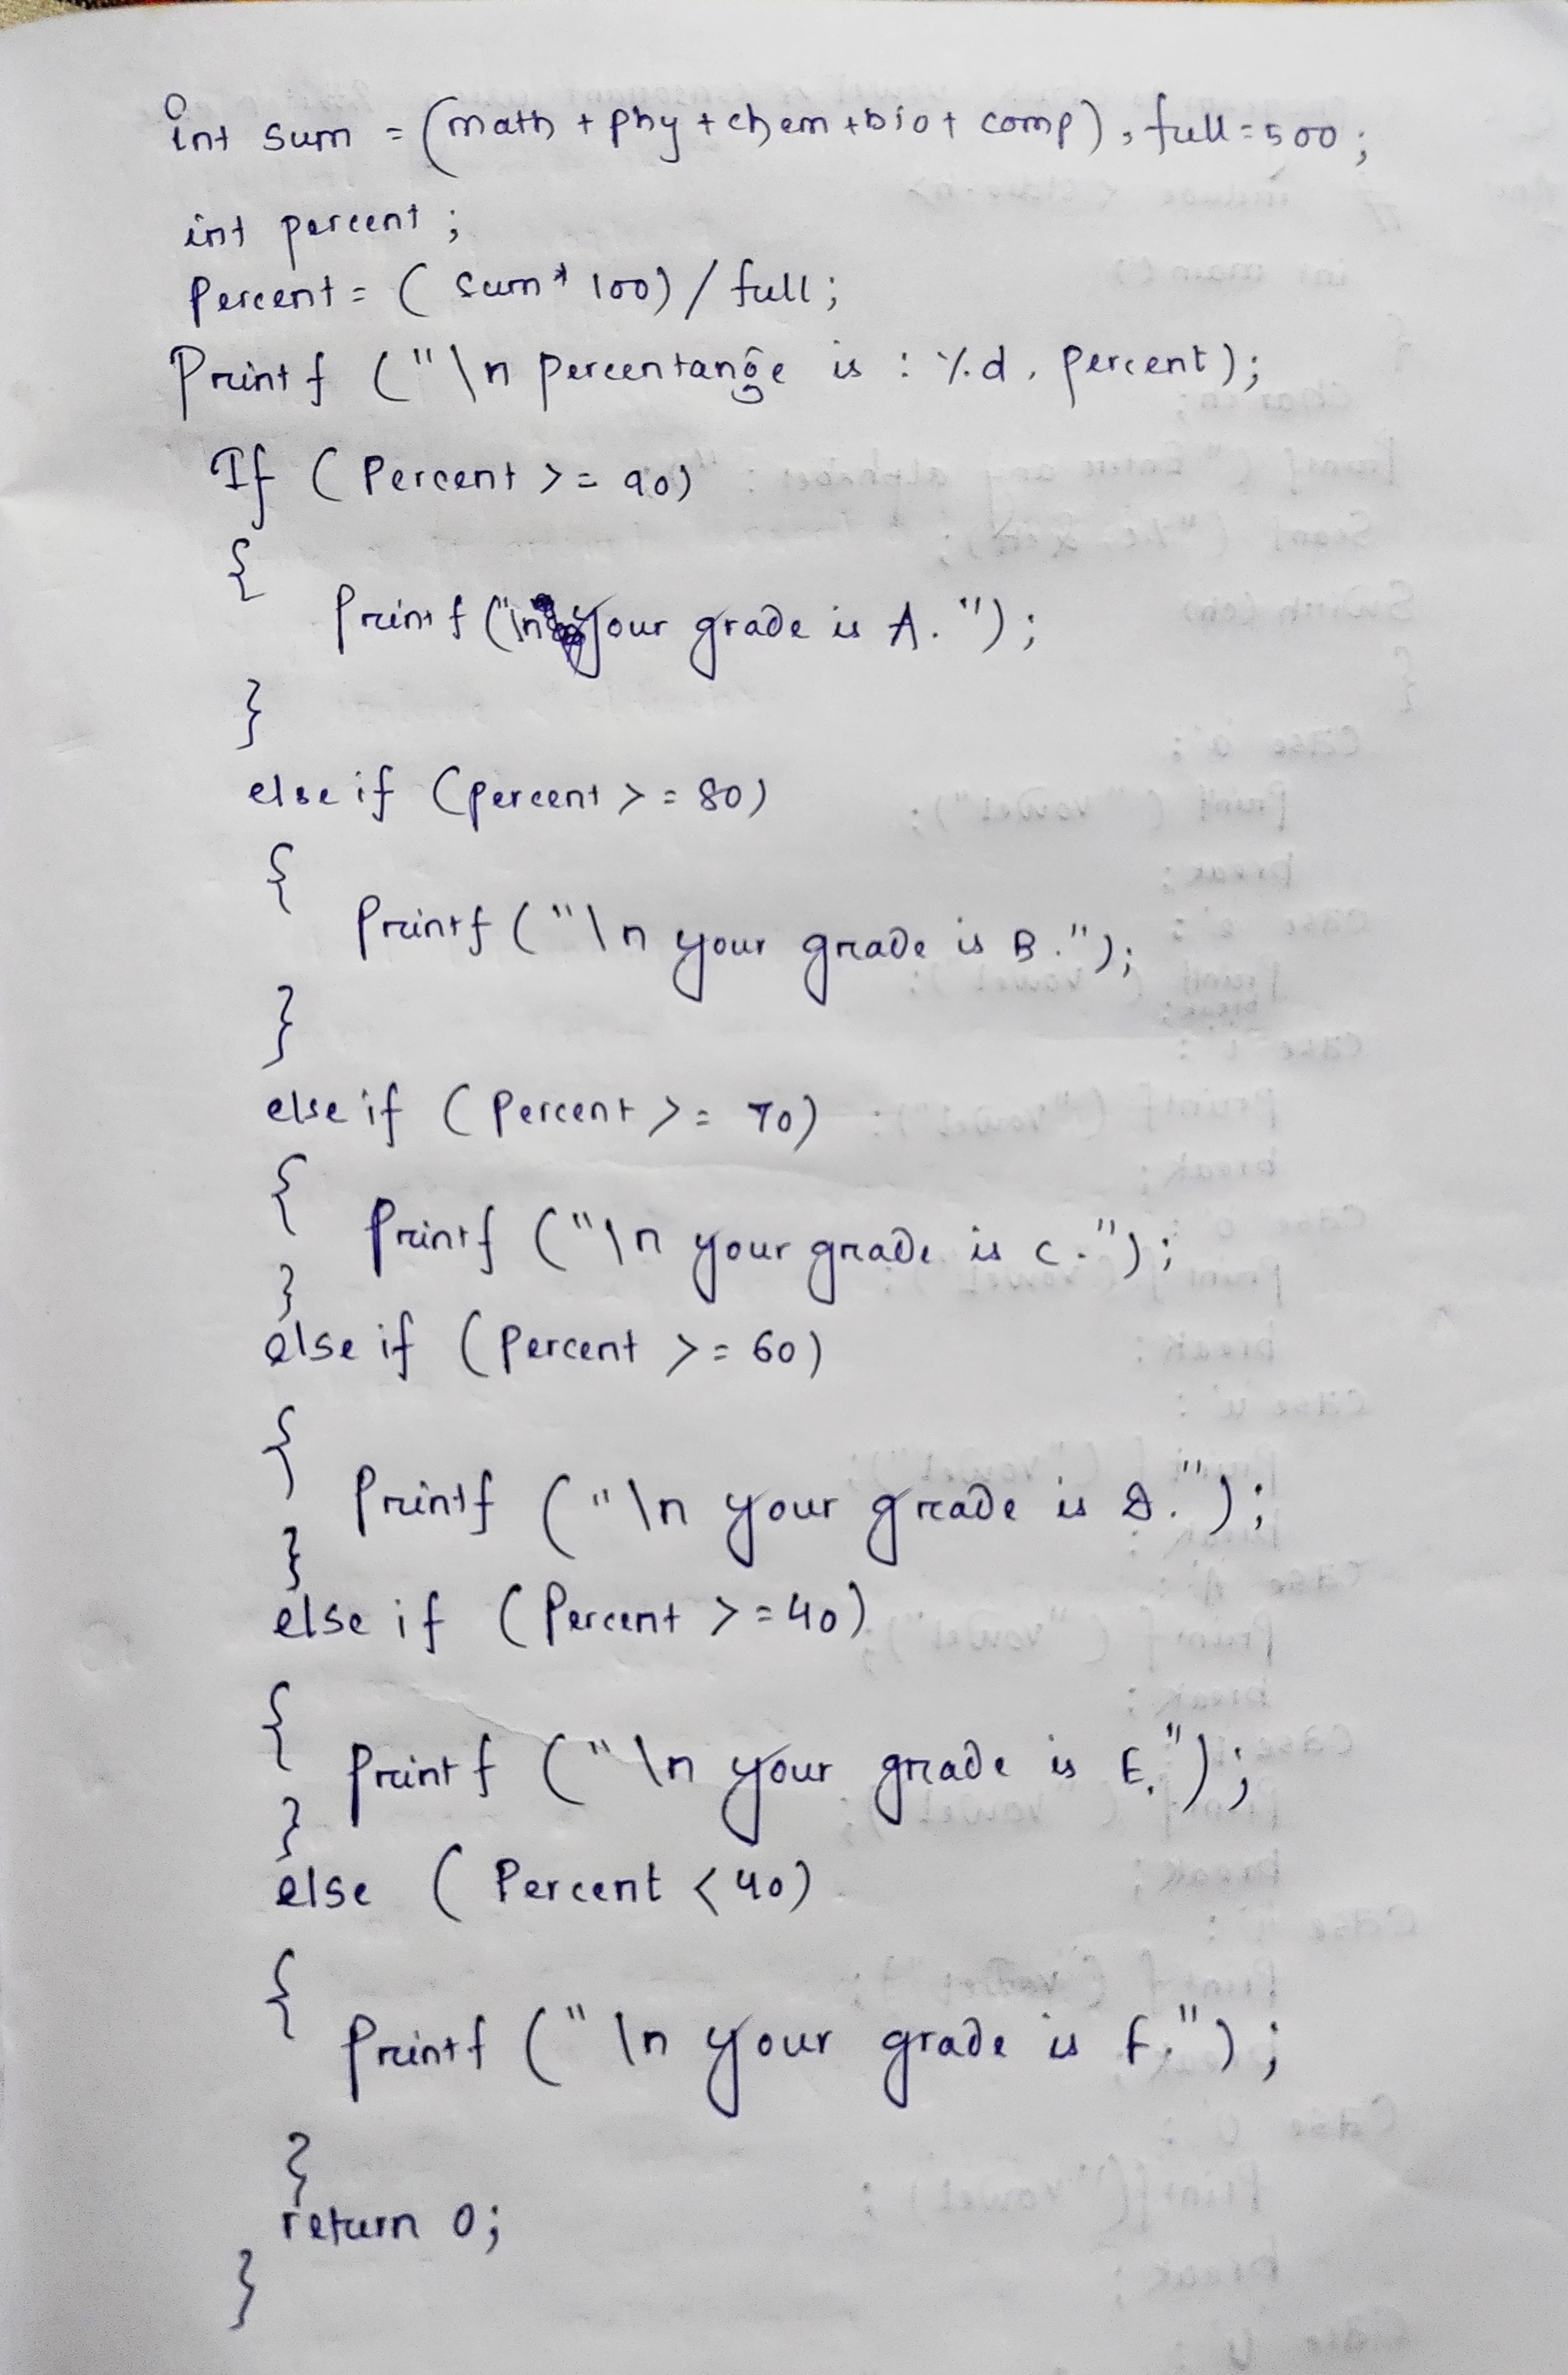 int sum = (math + phy + chem + bio + comp), full = 500;
int percent;
Percent = ( sum * 100) / full;
Printf ("\n percentange is : %d, percent);
If ( Percent >= 90)
{
Printf ("\n your grade is A.");
}
else if (percent >= 80)
{
Printf ("\n your grade is B.");
}
else if ( Percent >= 70)
{
Printf ("\n your grade is C.");
}
else if ( Percent >= 60)
{
Printf ("\n your grade is D.");
}
else if ( Percent >= 40)
{
Printf ("\n your grade is E.");
}
else ( Percent < 40)
{
Printf (" \n your grade is F.");
}
return 0;
}